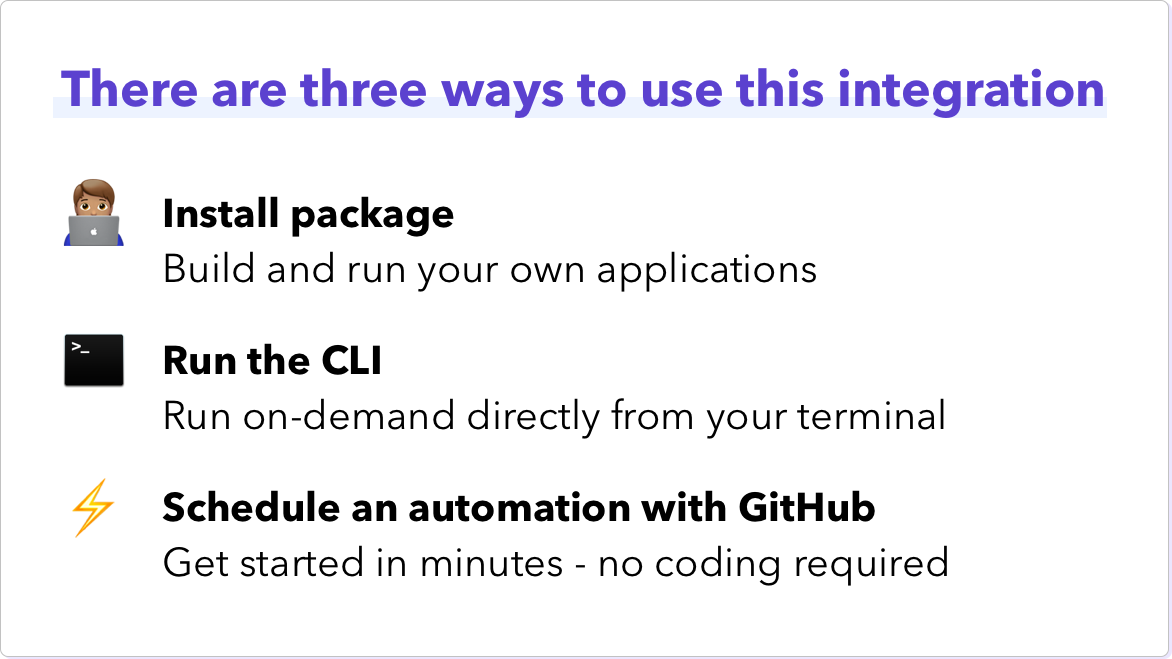 There are three ways to use this integration
Install package
Build and run your own applications
>_
Run the CLI
Run on-demand directly from your terminal
Schedule an automation with GitHub
Get started in minutes - no coding required